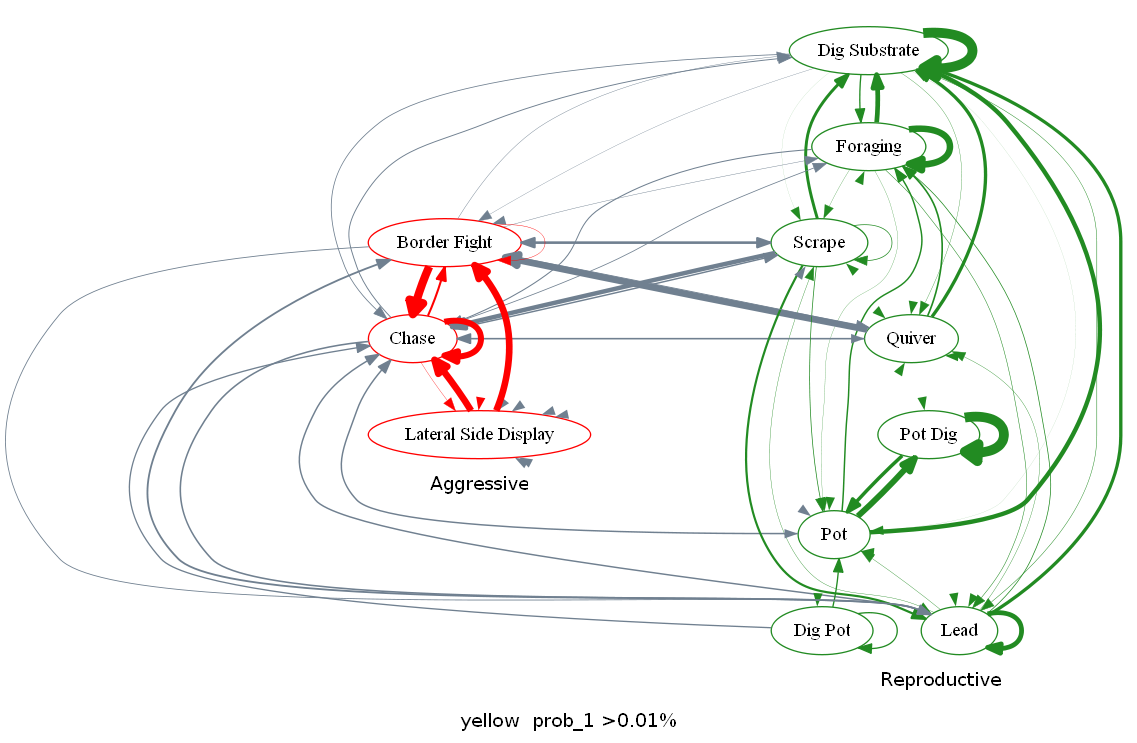 Dig Substrate
Foraging
Border Fight
Scrape
Chase
Quiver
Lateral Side Display
Pot Dig
Aggressive
Pot
Dig Pot
Lead
Reproductive
yellow prob_1 >0.01%